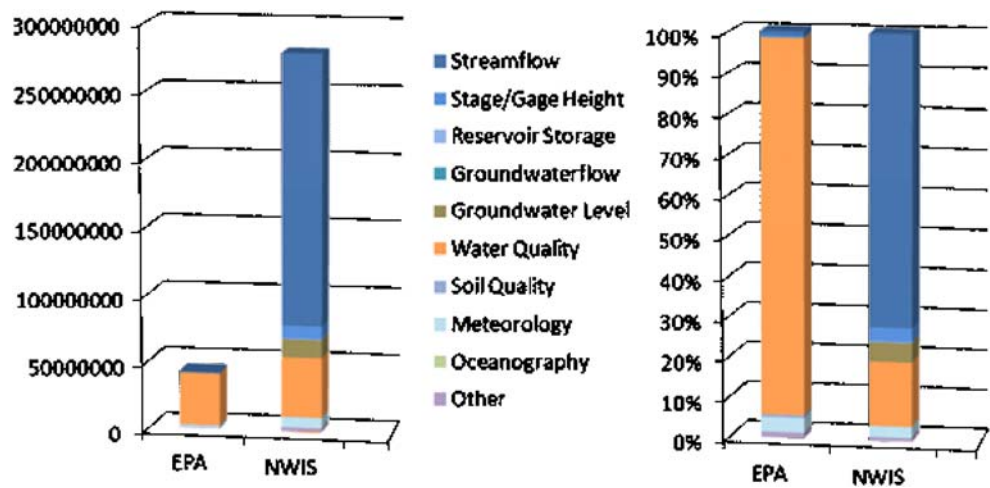 300000000
250000000
200000000
150000000
100000000
50000000
0
EPA
NWIS
Streamflow
Stage/Gage Height
Reservoir Storage
Groundwaterflow
Groundwater Level
Water Quality
Soil Quality
Meteorology
Oceanography
Other
100%
90%
80%
70%
60%
50%
40%
30%
20%
10%
0%
EPA
NWIS